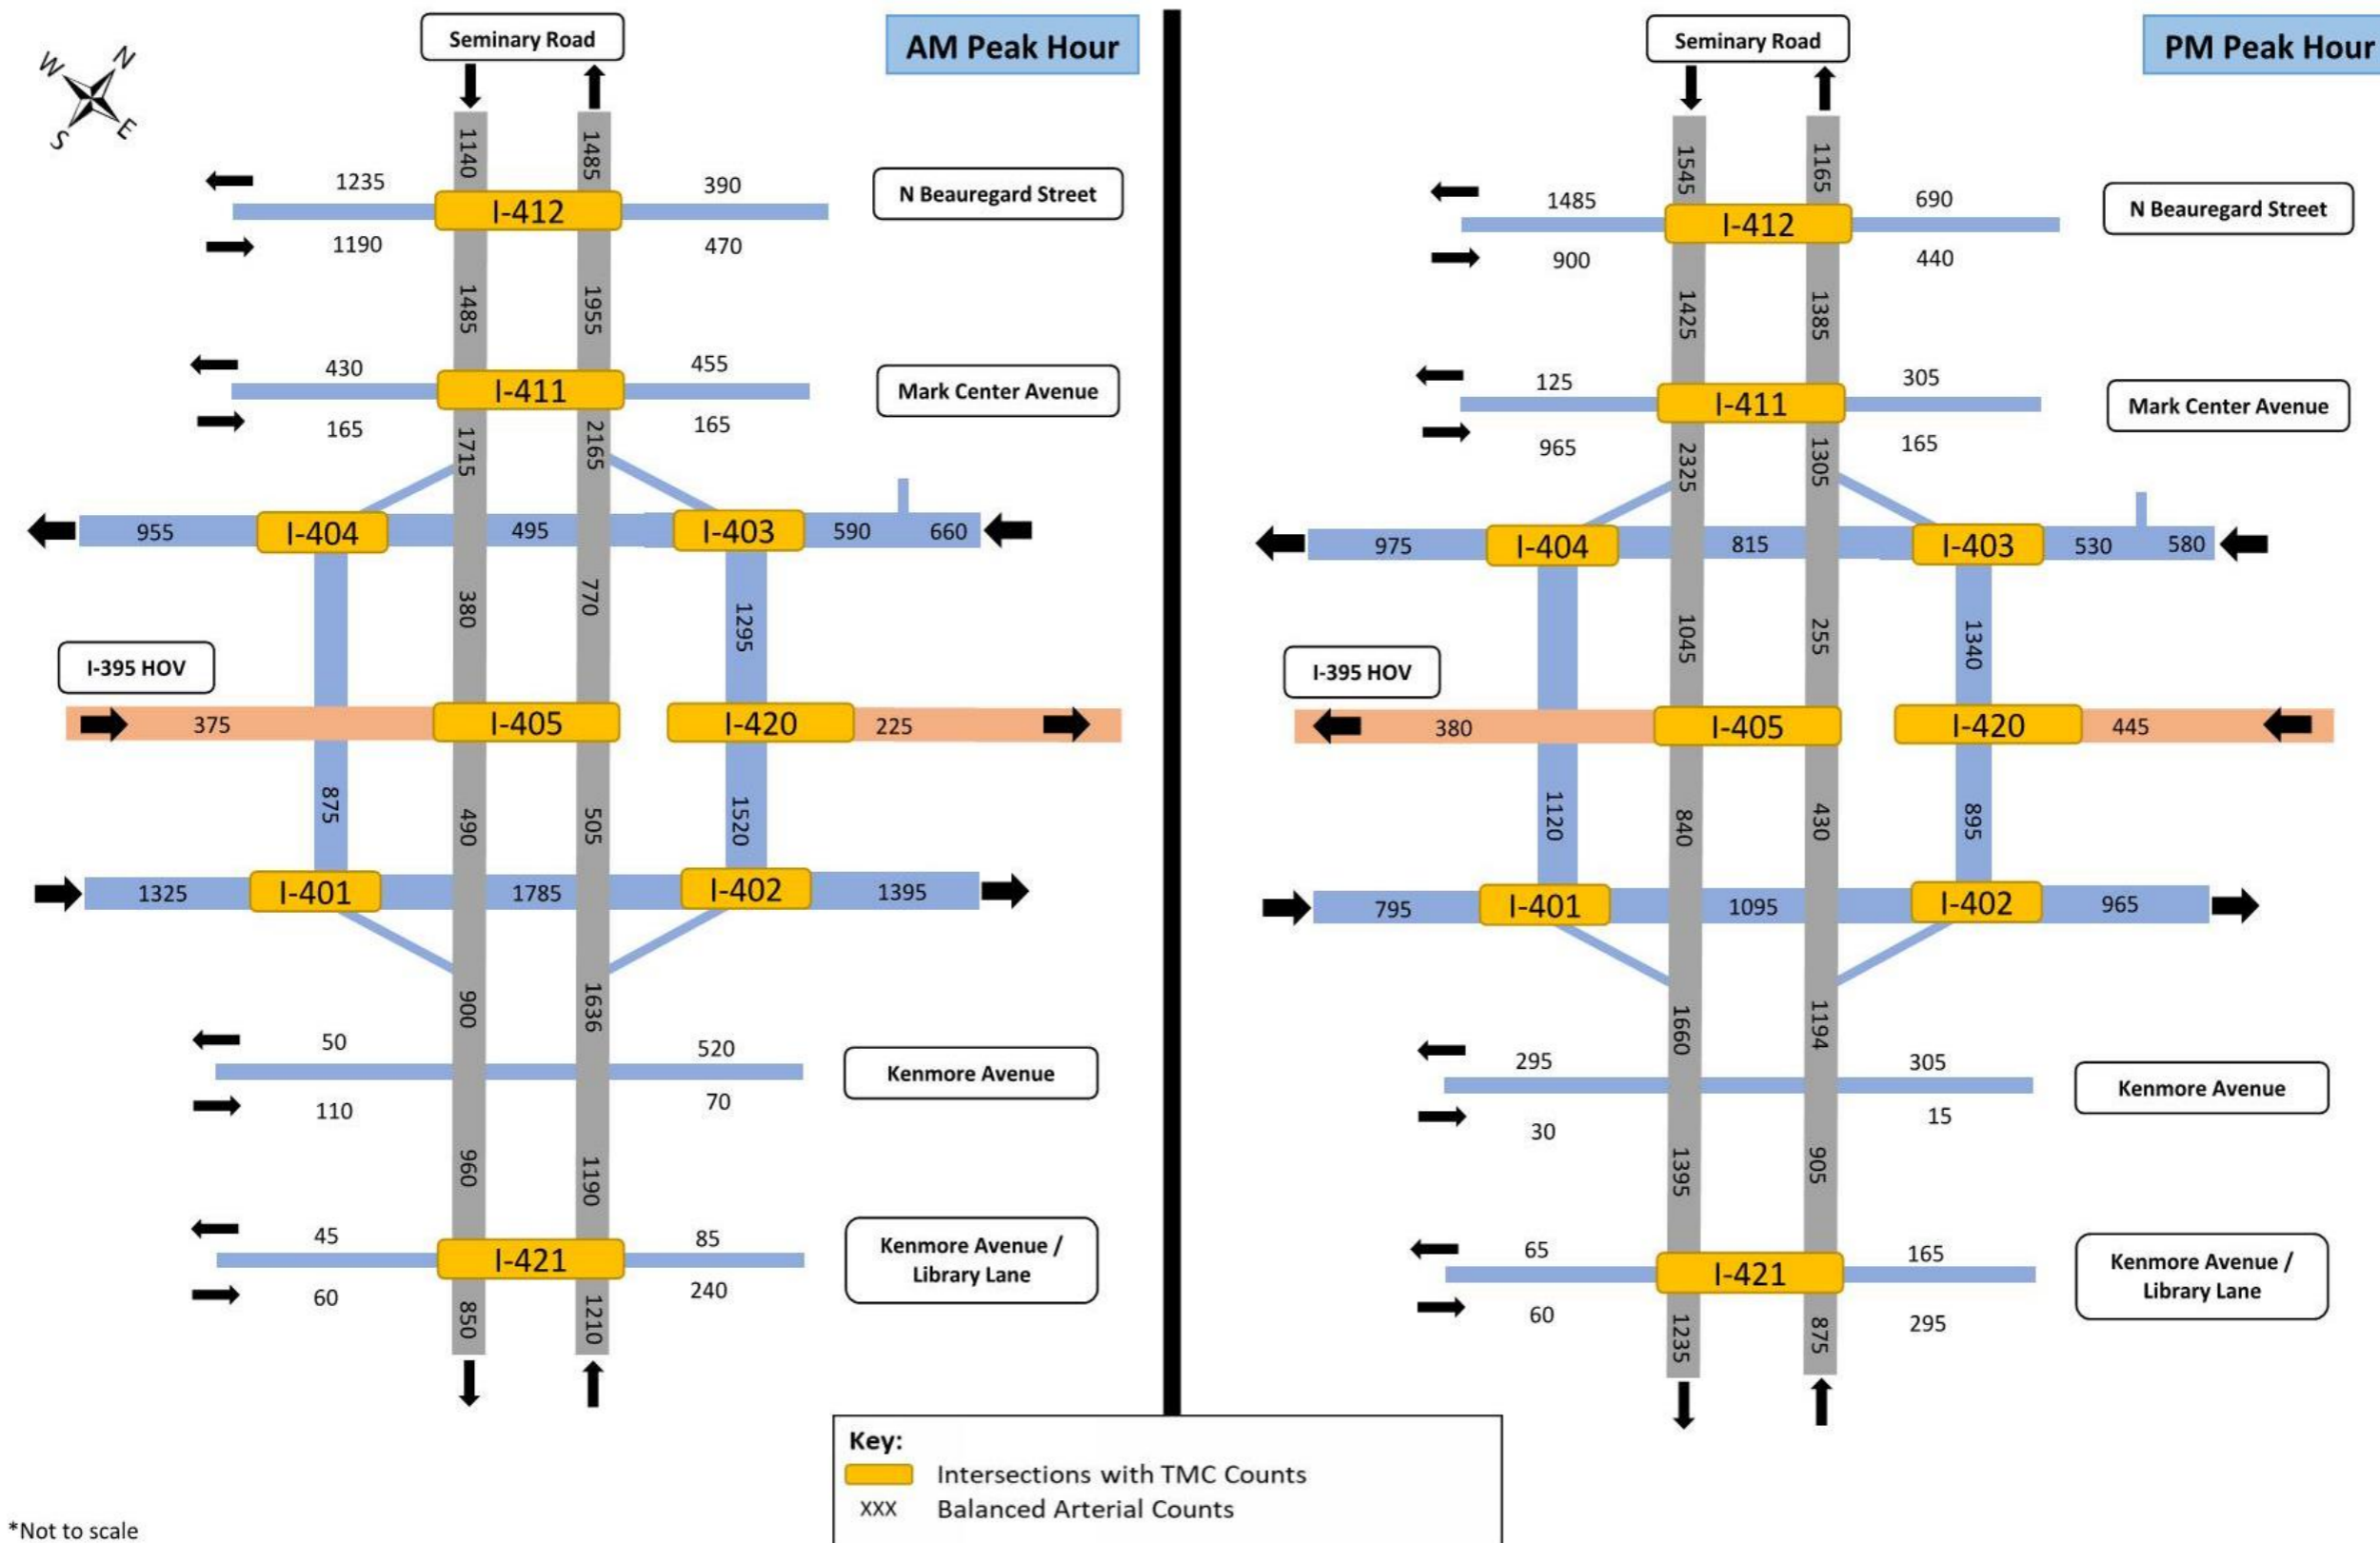 W
N
S
E
Seminary Road
AM Peak Hour
1140
1485
1235
390
N Beauregard Street
I-412
1190
470
1485
1955
430
455
Mark Center Avenue
I-411
165
165
1715
2165
955
I-404
495
I-403
590
660
380
770
1295
I-395 HOV
375
I-405
I-420
225
875
490
505
1520
1325
I-401
1785
I-402
1395
900
1636
50
520
Kenmore Avenue
110
70
960
1190
45
85
Kenmore Avenue /
Library Lane
I-421
60
240
850
1210
Seminary Road
PM Peak Hour
1545
1165
1485
690
N Beauregard Street
I-412
900
440
1425
1385
125
305
Mark Center Avenue
I-411
965
165
2325
1305
975
I-404
815
I-403
530
580
1045
255
1340
I-395 HOV
380
I-405
I-420
445
1120
840
430
895
795
I-401
1095
I-402
965
1660
1194
295
305
Kenmore Avenue
30
15
1395
905
65
165
Kenmore Avenue /
Library Lane
I-421
60
295
1235
875
Key:
Intersections with TMC Counts
XXX Balanced Arterial Counts
*Not to scale